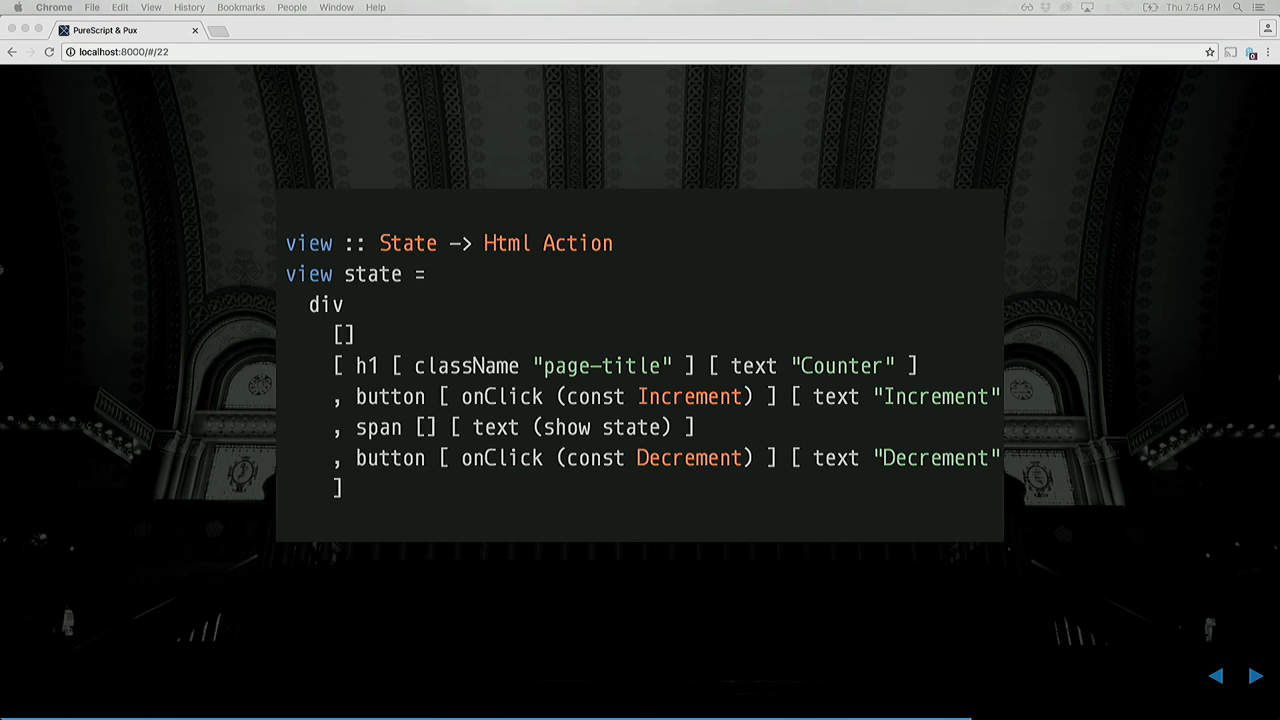 Chrome File Edit View History Bookmarks People Window Help Thu 7:54 PM
PureScript & Pux
localhost:8000/#/22
view :: State -> Html Action
view state =
div
[]
[ h1 [ className "page-title" ] [ text "Counter" ]
, button [ onClick (const Increment) ] [ text "Increment"
, span [] [ text (show state) ]
, button [ onClick (const Decrement) ] [ text "Decrement"
]